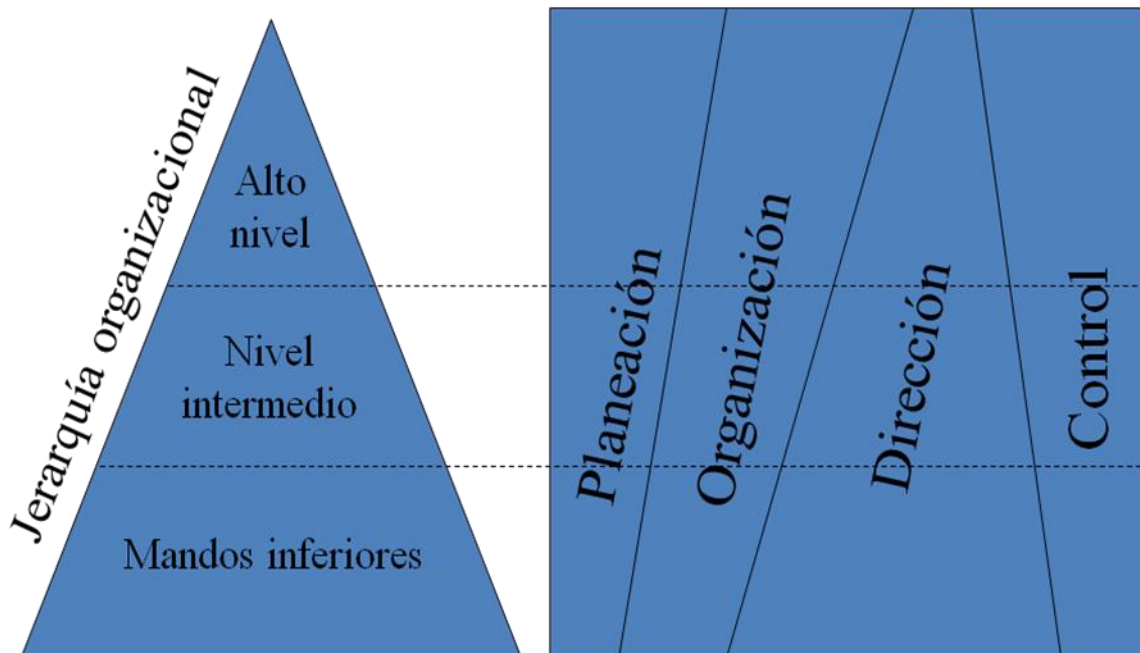 Jerarquía organizacional
Alto
nivel
Nivel
intermedio
Mandos inferiores
Planeación
Organización
Dirección
Control